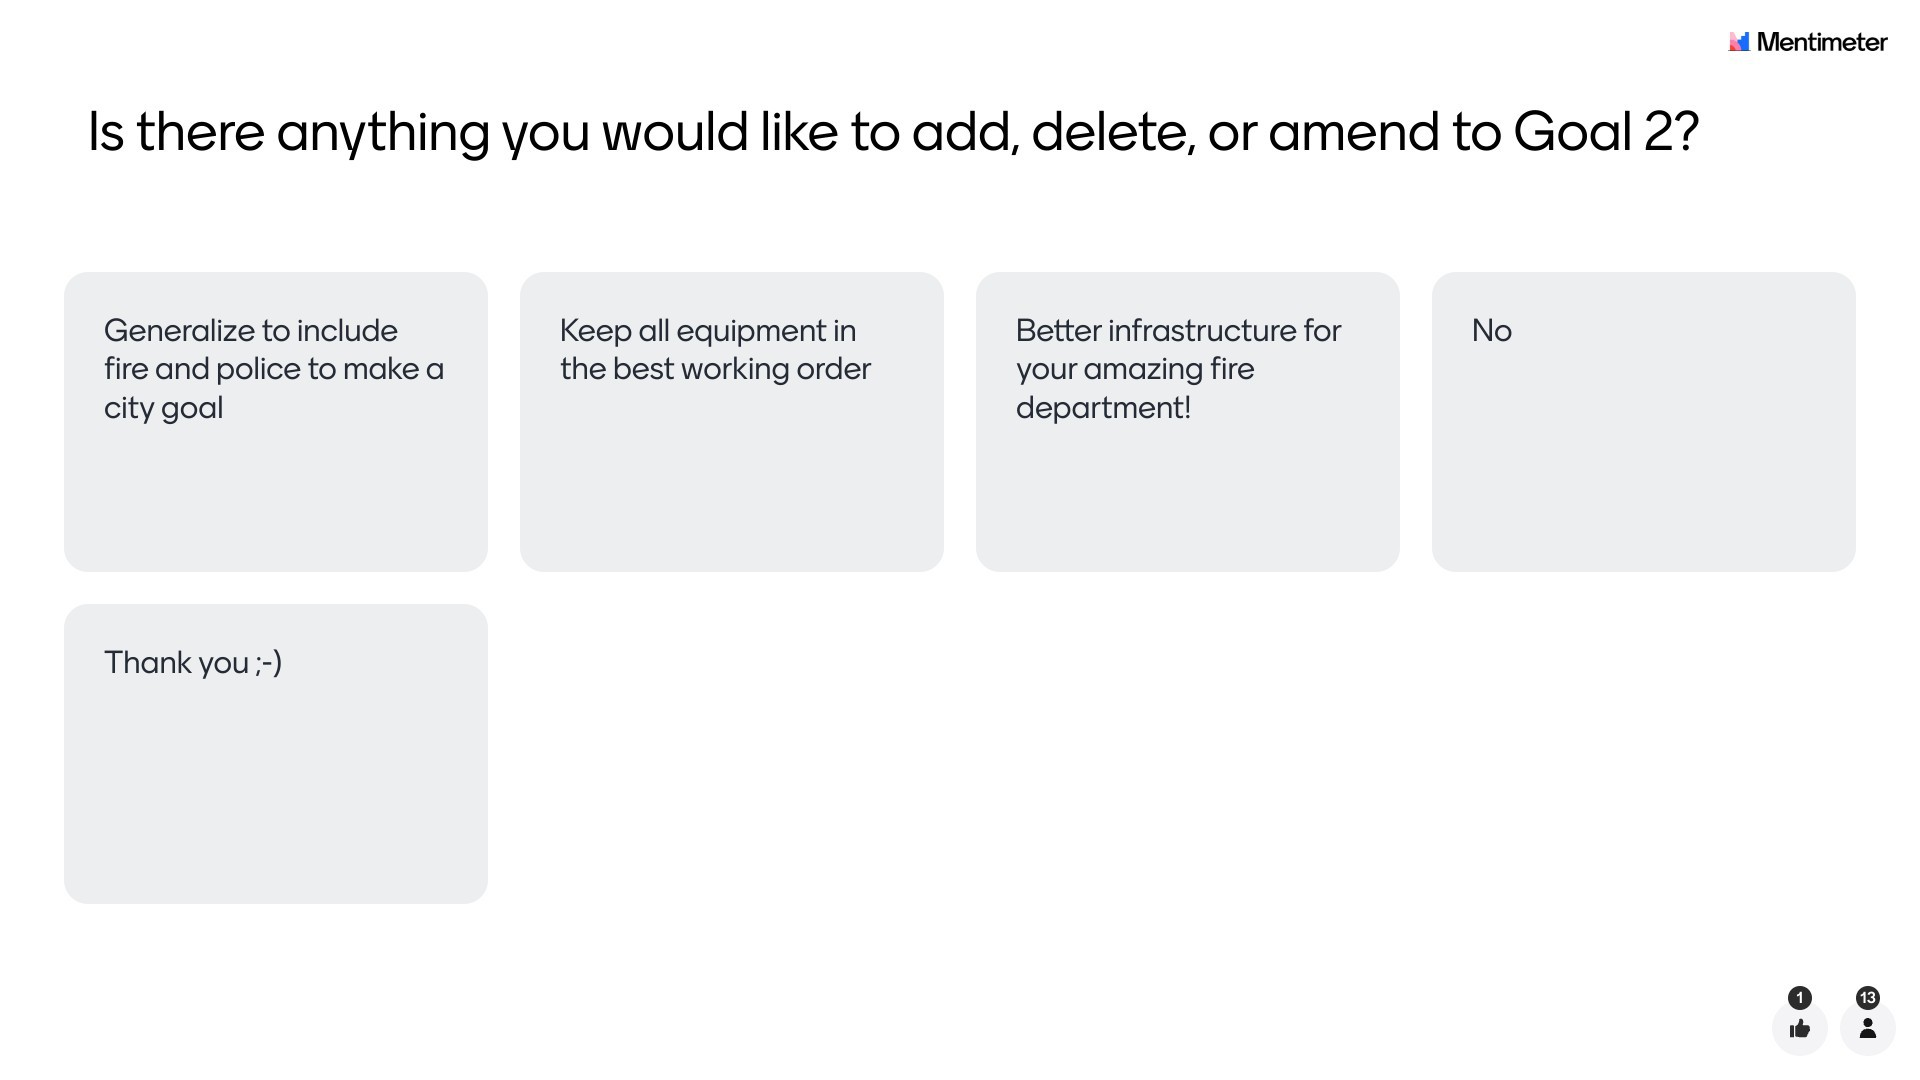 Mentimeter
Is there anything you would like to add, delete, or amend to Goal 2?
Generalize to include
fire and police to make a
city goal
Keep all equipment in
the best working order
Better infrastructure for
your amazing fire
department!
No
Thank you ;-)
1
13